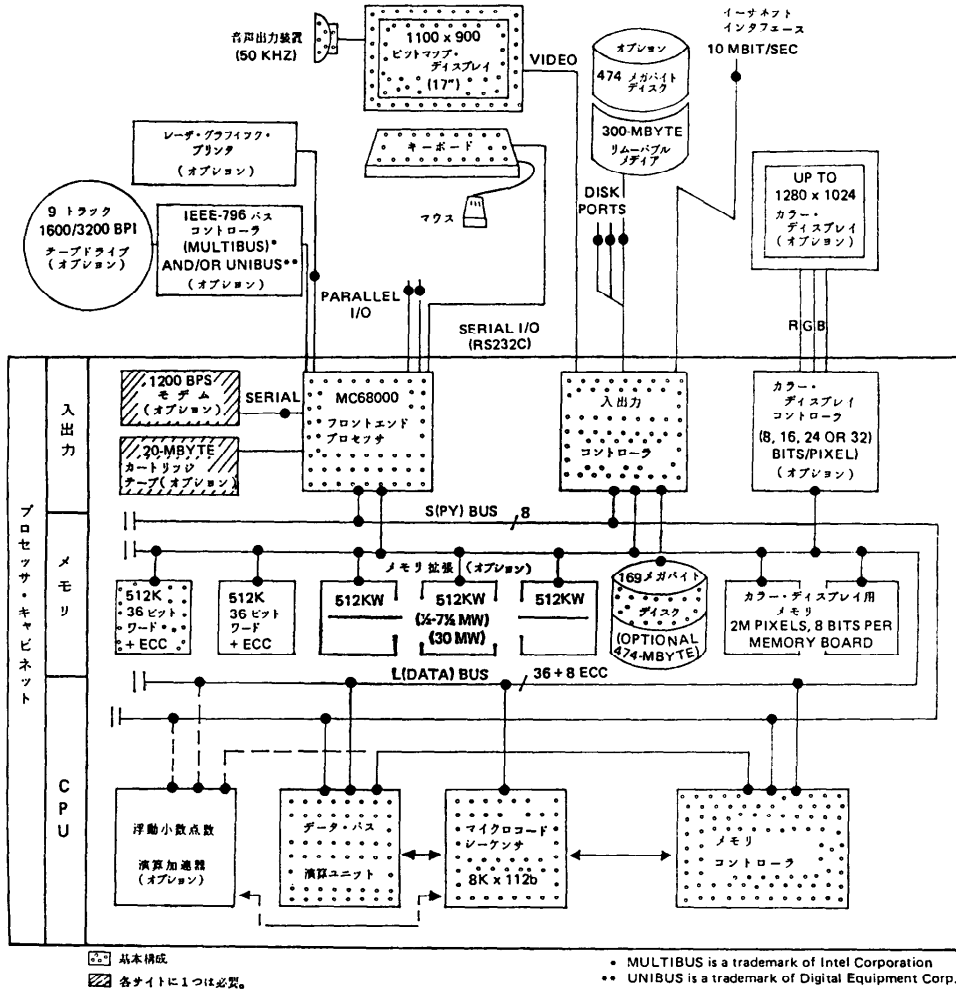 音声出力装置
(50 KHZ)
1100 x 900
ビットマップ・
ディスプレイ
(17")
VIDEO
オプション
474 メガバイト
ディスク
300-MBYTE
リムーバブル
メディア
イーサネット
インタフェース
10 MBIT/SEC
レーザ・グラフィック・
プリンタ
(オプション)
キーボード
マウス
DISK
PORTS
UP TO
1280 x 1024
カラー・
ディスプレイ
(オプション)
9 トラック
1600/3200 BPI
テープドライブ
(オプション)
IEEE-796 バス
コントローラ
(MULTIBUS)*
AND/OR UNIBUS**
(オプション)
PARALLEL
I/O
SERIAL I/O
(RS232C)
R G B
プロセッサ・キャビネット
入出力
1200 BPS
モデム
(オプション)
SERIAL
20-MBYTE
カートリッジ
テープ(オプション)
MC68000
フロントエンド
プロセッサ
入出力
コントローラ
カラー・
ディスプレイ
コントローラ
(8, 16, 24 OR 32)
BITS/PIXEL)
(オプション)
S(PY) BUS
8
メモリ
メモリ拡張 (オプション)
512K
36 ビット
ワード
+ ECC
512K
36 ビット
ワード
+ ECC
512KW
512KW
(½-7½ MW)
(30 MW)
512KW
169メガバイト
ディスク
(OPTIONAL
474-MBYTE)
カラー・ディスプレイ用
メモリ
2M PIXELS, 8 BITS PER
MEMORY BOARD
L(DATA) BUS
36 + 8 ECC
CPU
浮動小数点数
演算加速器
(オプション)
データ・パス
演算ユニット
マイクロコード
シーケンサ
8K x 112b
メモリ
コントローラ
基本構成
各サイトに1つは必要。
• MULTIBUS is a trademark of Intel Corporation
•• UNIBUS is a trademark of Digital Equipment Corp.